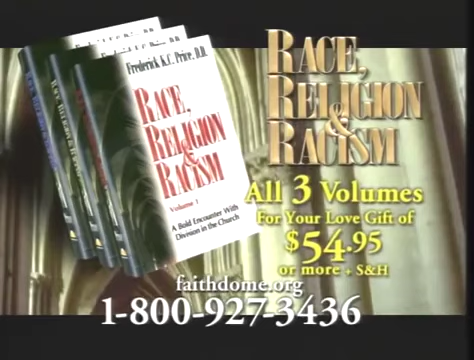 Frederick K.C. Price, D.D.
RACE,
RELIGION
&
RACISM
Volume 1
A Bold Encounter With
Division in the Church
RACE,
RELIGION
&
RACISM
All 3 Volumes
For Your Love Gift of
$54.95
or more + S&H
faithdome.org
1-800-927-3436